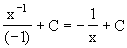 x⁻¹/(-1) + C = -1/x + C